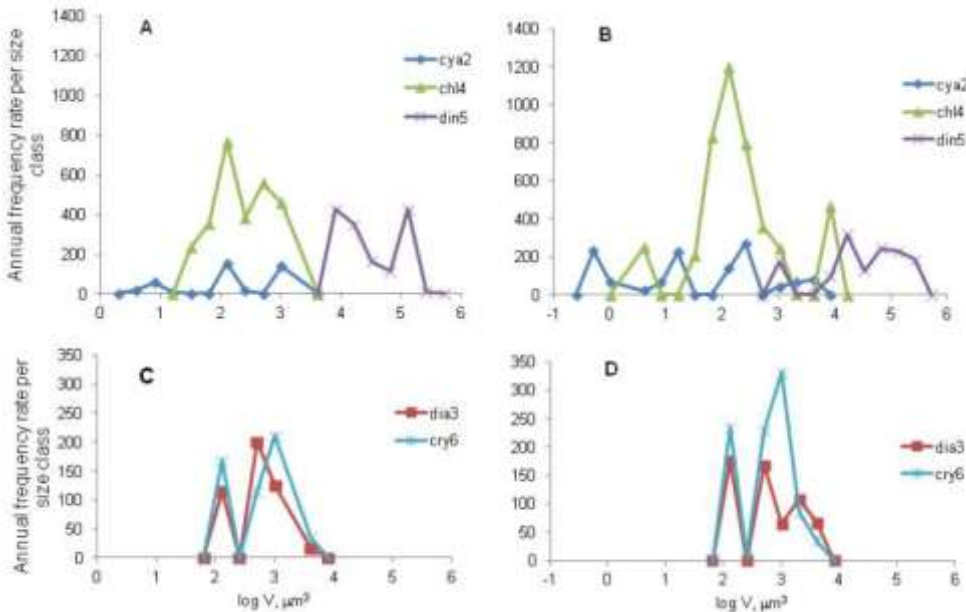 A
B
Annual frequency rate per size
class
1400
1200
1000
800
600
400
200
0
cya2
chl4
din5
0 1 2 3 4 5 6
1400
1200
1000
800
600
400
200
0
cya2
chl4
din5
-1 0 1 2 3 4 5 6
C
D
Annual frequency rate per
size class
350
300
250
200
150
100
50
0
dia3
cry6
0 1 2 3 4 5 6
log V, μm³
350
300
250
200
150
100
50
0
dia3
cry6
-1 0 1 2 3 4 5 6
log V, μm³